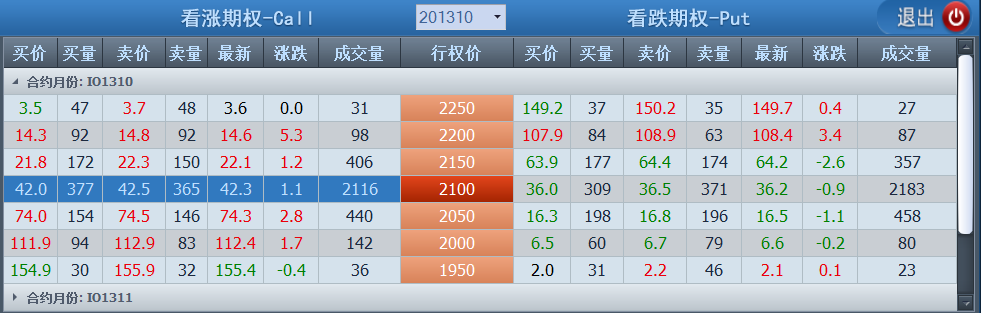 看涨期权-Call 201310 看跌期权-Put 退出
买价 买量 卖价 卖量 最新 涨跌 成交量 行权价 买价 买量 卖价 卖量 最新 涨跌 成交量
合约月份: IO1310
3.5 47 3.7 48 3.6 0.0 31 2250 149.2 37 150.2 35 149.7 0.4 27
14.3 92 14.8 92 14.6 5.3 98 2200 107.9 84 108.9 63 108.4 3.4 87
21.8 172 22.3 150 22.1 1.2 406 2150 63.9 177 64.4 174 64.2 -2.6 357
42.0 377 42.5 365 42.3 1.1 2116 2100 36.0 309 36.5 371 36.2 -0.9 2183
74.0 154 74.5 146 74.3 2.8 440 2050 16.3 198 16.8 196 16.5 -1.1 458
111.9 94 112.9 83 112.4 1.7 142 2000 6.5 60 6.7 79 6.6 -0.2 80
154.9 30 155.9 32 155.4 -0.4 36 1950 2.0 31 2.2 46 2.1 0.1 23
合约月份: IO1311